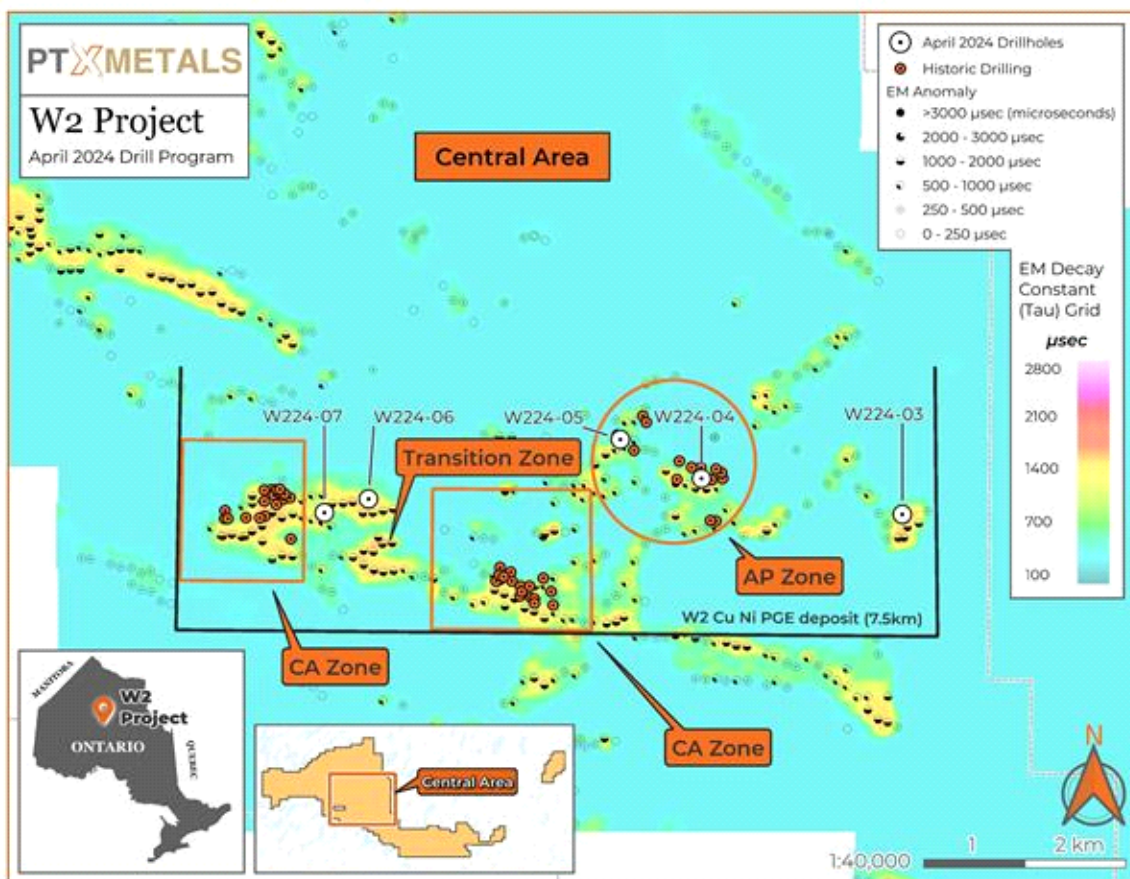 PTXMETALS
W2 Project
April 2024 Drill Program
Central Area
April 2024 Drillholes
Historic Drilling
EM Anomaly
>3000 µsec (microseconds)
2000 - 3000 µsec
1000 - 2000 µsec
500 - 1000 µsec
250 - 500 µsec
0 - 250 µsec
EM Decay
Constant
(Tau) Grid
µsec
2800
2100
1400
700
100
W224-07
W224-06
W224-05
W224-04
W224-03
Transition Zone
AP Zone
W2 Cu Ni PGE deposit (7.5km)
CA Zone
CA Zone
MANITOBA
W2
Project
ONTARIO
QUEBEC
Central Area
N
1:40,000
1
2 km